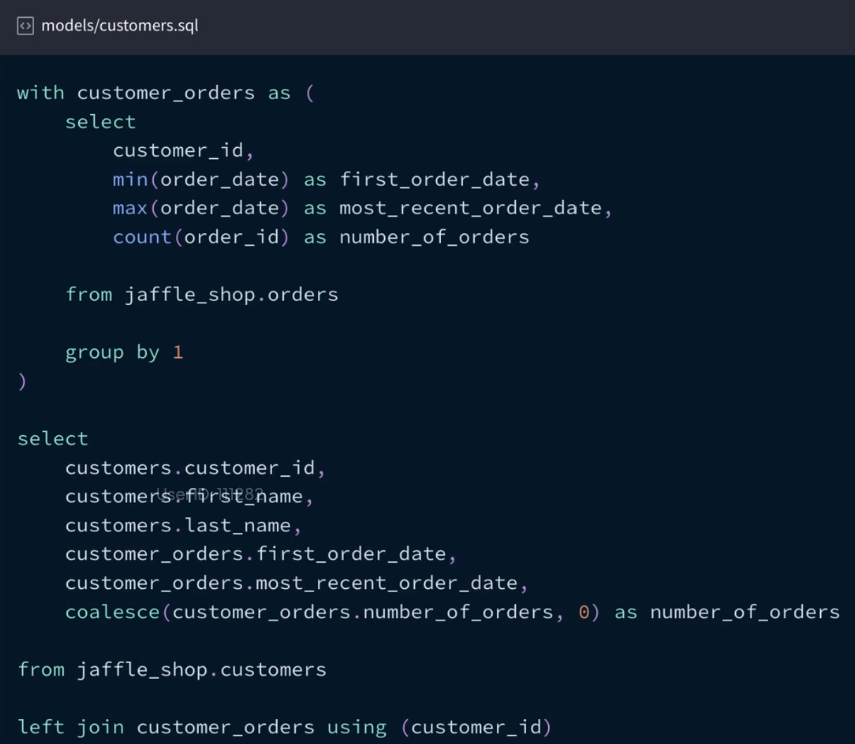 models/customers.sql
with customer_orders as (
    select
        customer_id,
        min(order_date) as first_order_date,
        max(order_date) as most_recent_order_date,
        count(order_id) as number_of_orders
    from jaffle_shop.orders
    group by 1
)
select
    customers.customer_id,
    customers.first_name,
    UserID:111282
    customers.last_name,
    customer_orders.first_order_date,
    customer_orders.most_recent_order_date,
    coalesce(customer_orders.number_of_orders, 0) as number_of_orders
from jaffle_shop.customers
left join customer_orders using (customer_id)